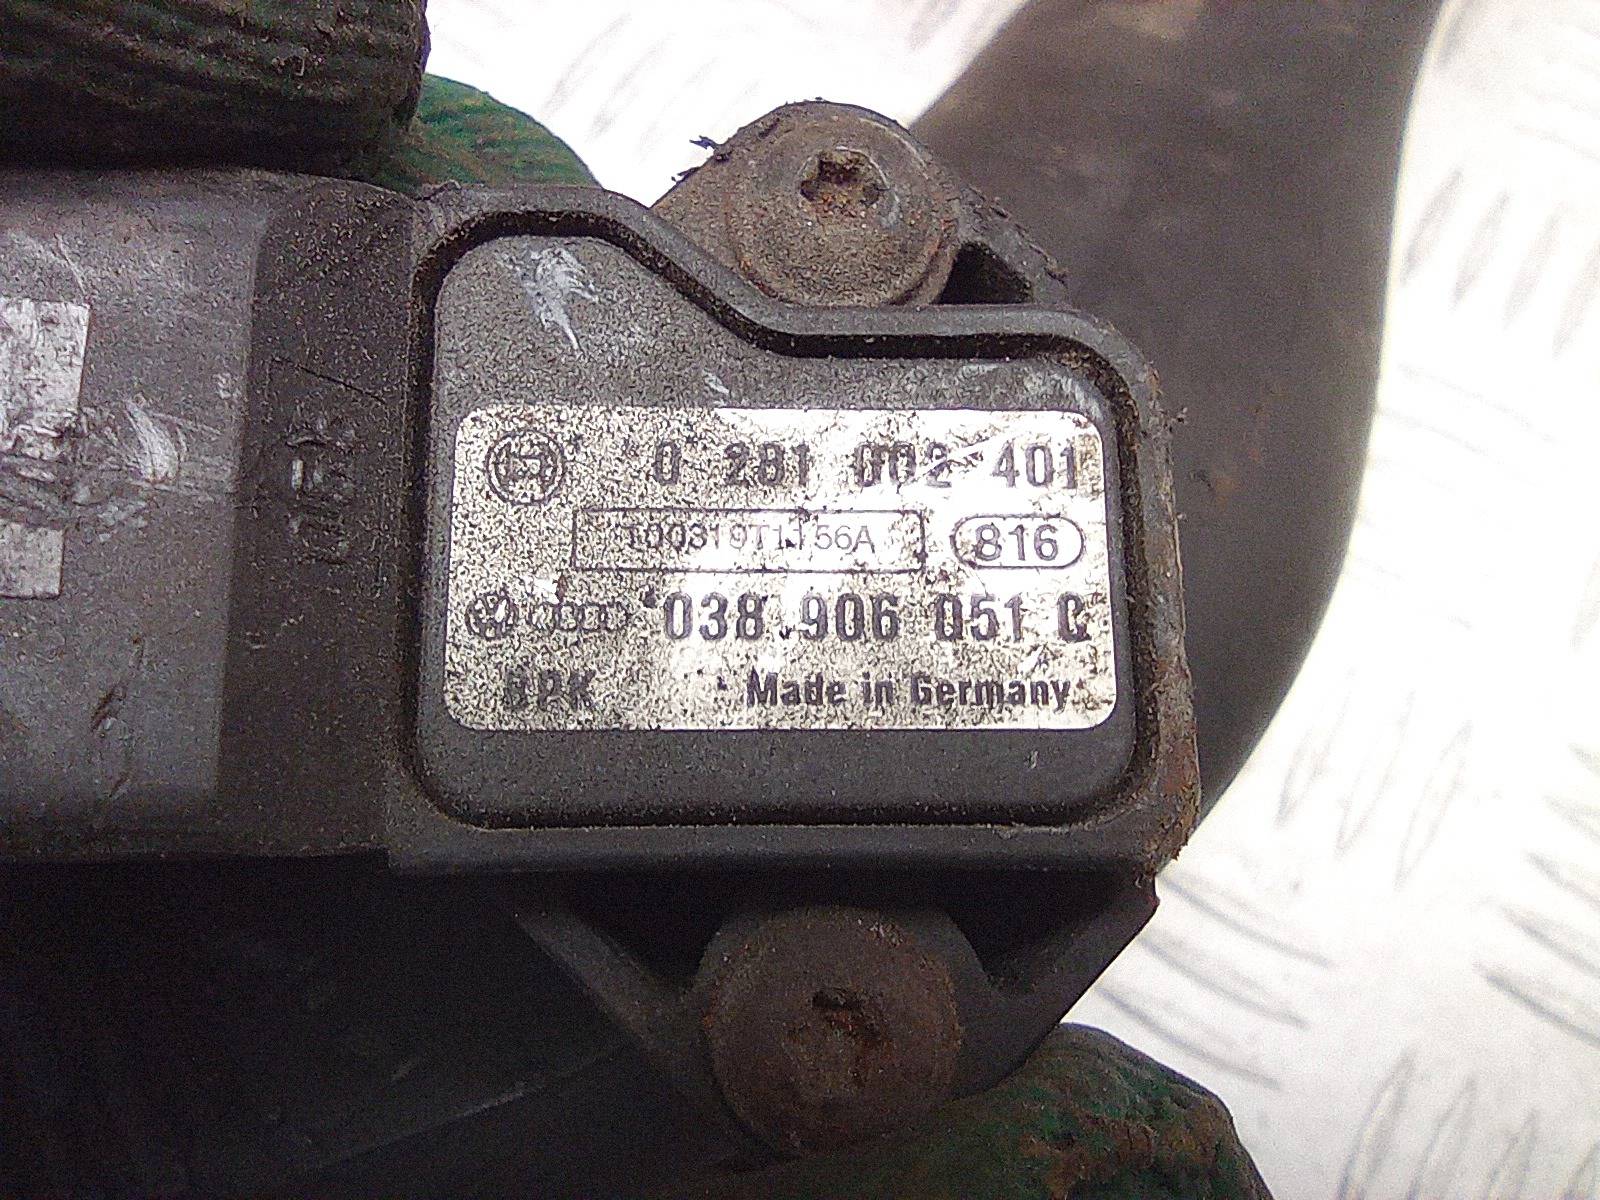 0 281 002 401
816
038 906 051 C
Made in Germany